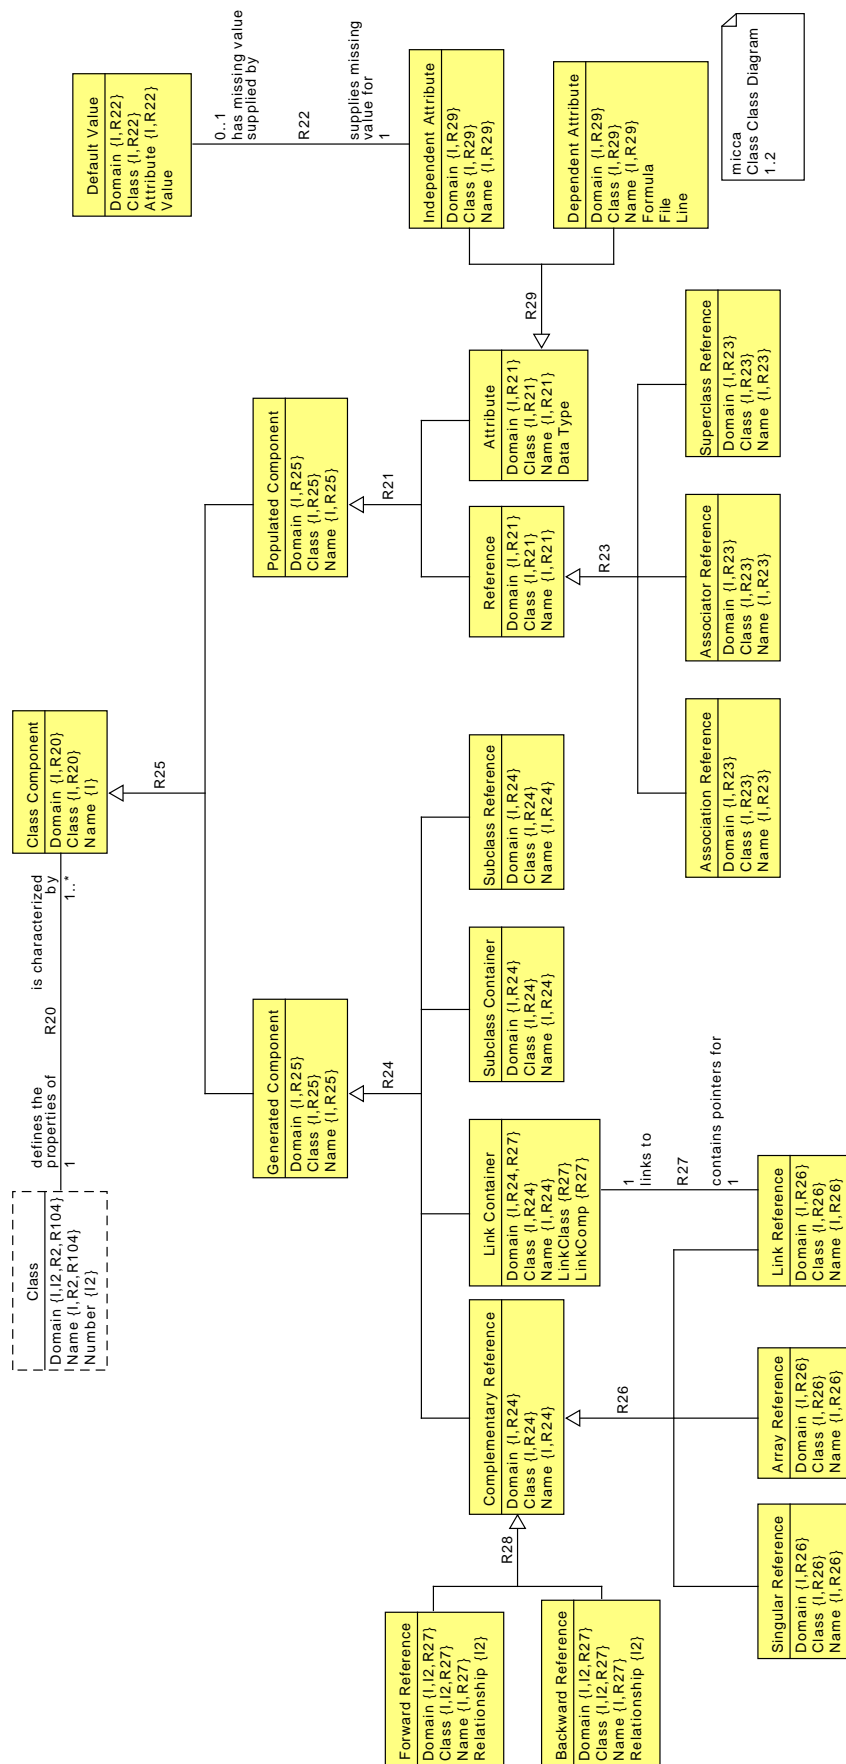 Class
Domain {I,I2,R2,R104}
Name {I,R2,R104}
Number {I2}
defines the
properties of
1
R20
is characterized
by
1..*
Class Component
Domain {I,R20}
Class {I,R20}
Name {I}
R25
Generated Component
Domain {I,R25}
Class {I,R25}
Name {I,R25}
Populated Component
Domain {I,R25}
Class {I,R25}
Name {I,R25}
Default Value
Domain {I,R22}
Class {I,R22}
Attribute {I,R22}
Value
0..1
has missing value
supplied by
R22
supplies missing
value for
1
R24
R21
Forward Reference
Domain {I,I2,R27}
Class {I,I2,R27}
Name {I,R27}
Relationship {I2}
Backward Reference
Domain {I,I2,R27}
Class {I,I2,R27}
Name {I,R27}
Relationship {I2}
R28
Complementary Reference
Domain {I,R24}
Class {I,R24}
Name {I,R24}
Link Container
Domain {I,R24,R27}
Class {I,R24}
Name {I,R24}
LinkClass {R27}
LinkComp {R27}
Subclass Container
Domain {I,R24}
Class {I,R24}
Name {I,R24}
Subclass Reference
Domain {I,R24}
Class {I,R24}
Name {I,R24}
Reference
Domain {I,R21}
Class {I,R21}
Name {I,R21}
Attribute
Domain {I,R21}
Class {I,R21}
Name {I,R21}
Data Type
R29
Independent Attribute
Domain {I,R29}
Class {I,R29}
Name {I,R29}
Dependent Attribute
Domain {I,R29}
Class {I,R29}
Name {I,R29}
Formula
File
Line
R26
1
links to
R27
contains pointers for
1
R23
Singular Reference
Domain {I,R26}
Class {I,R26}
Name {I,R26}
Array Reference
Domain {I,R26}
Class {I,R26}
Name {I,R26}
Link Reference
Domain {I,R26}
Class {I,R26}
Name {I,R26}
Association Reference
Domain {I,R23}
Class {I,R23}
Name {I,R23}
Associator Reference
Domain {I,R23}
Class {I,R23}
Name {I,R23}
Superclass Reference
Domain {I,R23}
Class {I,R23}
Name {I,R23}
micca
Class Class Diagram
1.2